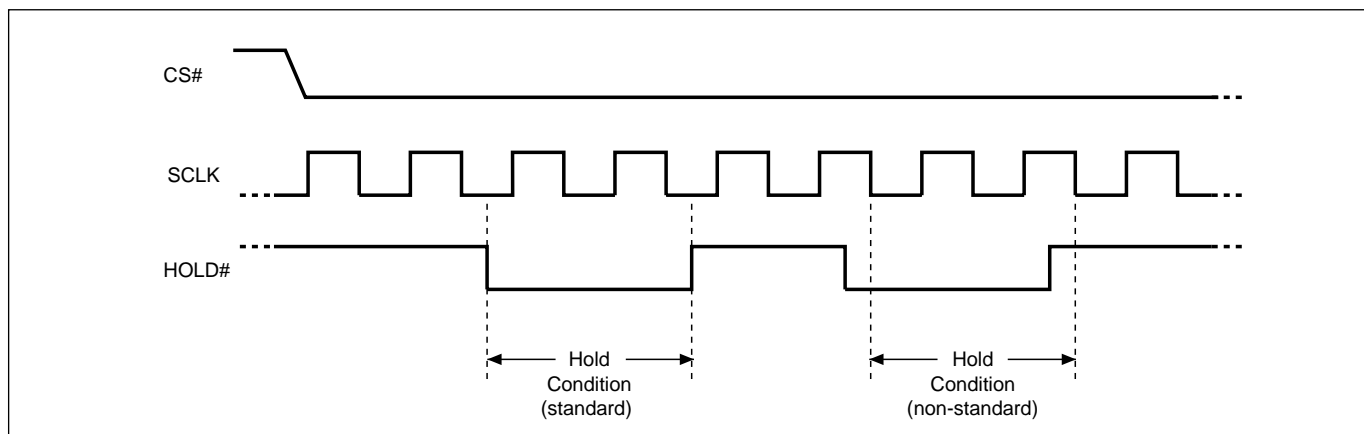 CS#
SCLK
HOLD#
Hold
Condition
(standard)
Hold
Condition
(non-standard)